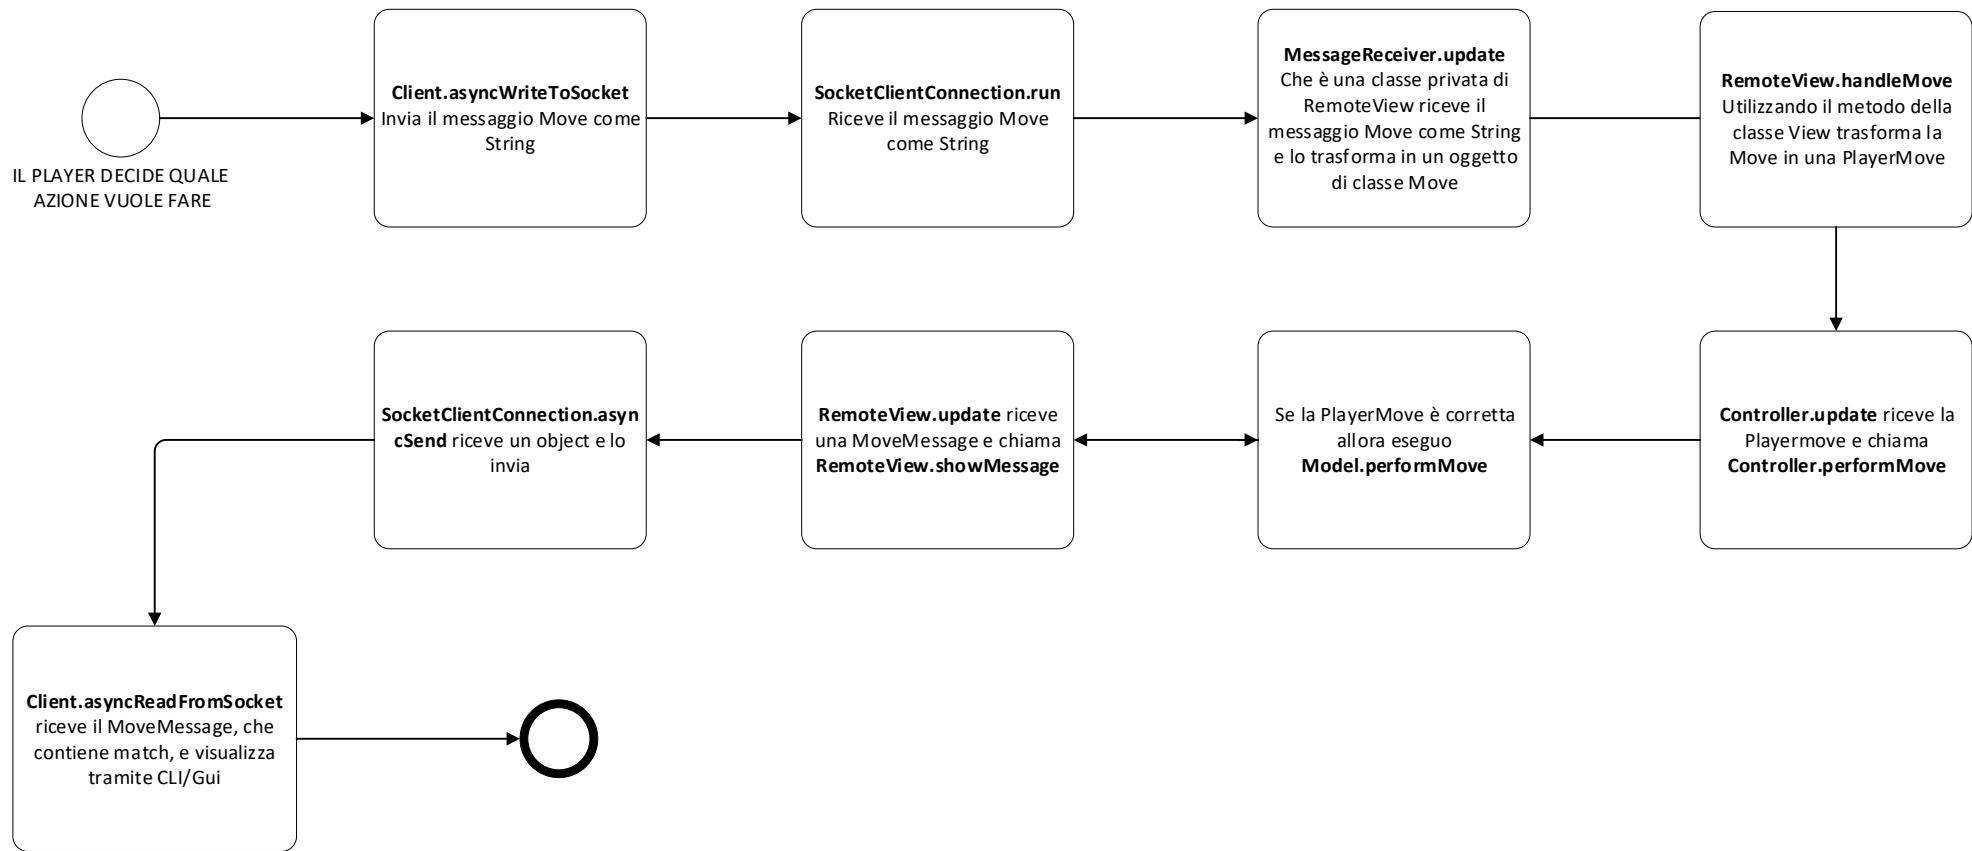 IL PLAYER DECIDE QUALE
AZIONE VUOLE FARE
Client.asyncWriteToSocket
Invia il messaggio Move come
String
SocketClientConnection.run
Riceve il messaggio Move
come String
MessageReceiver.update
Che è una classe privata di
RemoteView riceve il
messaggio Move come String
e lo trasforma in un oggetto
di classe Move
RemoteView.handleMove
Utilizzando il metodo della
classe View trasforma la
Move in una PlayerMove
Controller.update riceve la
Playermove e chiama
Controller.performMove
Se la PlayerMove è corretta
allora eseguo
Model.performMove
RemoteView.update riceve
una MoveMessage e chiama
RemoteView.showMessage
SocketClientConnection.asyn
cSend riceve un object e lo
invia
Client.asyncReadFromSocket
riceve il MoveMessage, che
contiene match, e visualizza
tramite CLI/Gui